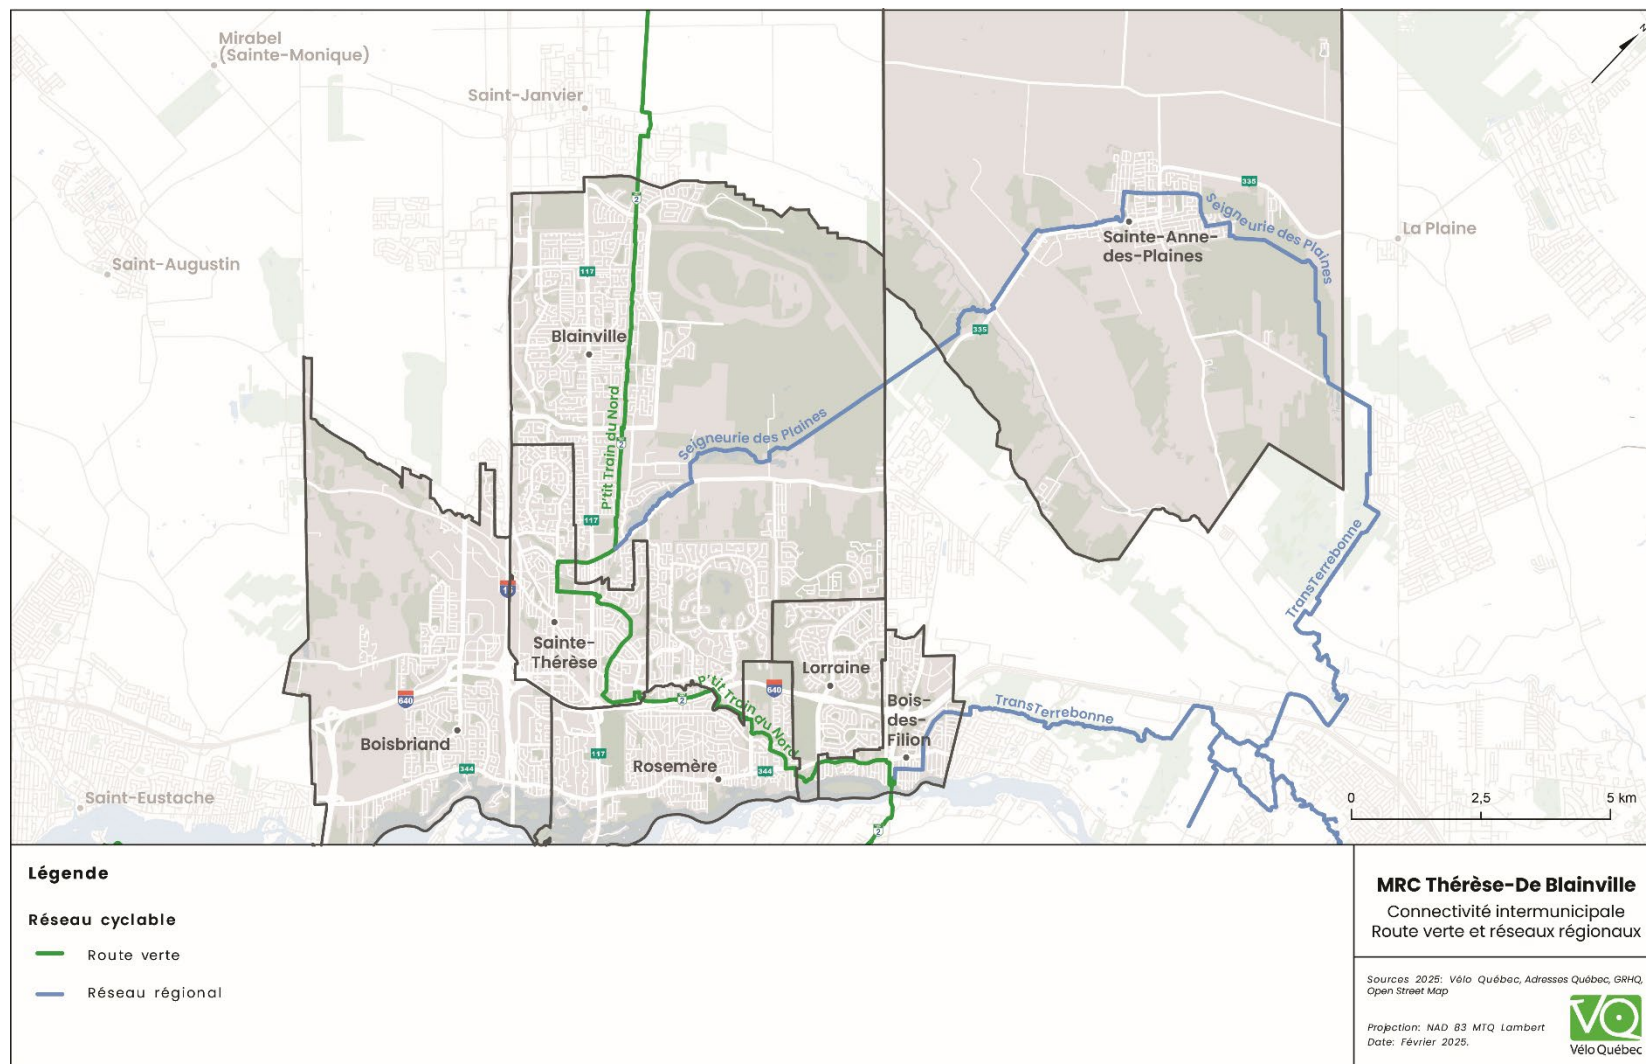 Mirabel
(Sainte-Monique)
Saint-Janvier
N
2
338
Seigneurie des Plaines
Sainte-Anne-
des-Plaines
La Plaine
Saint-Augustin
117
335
Blainville
P'tit Train du Nord
2
Seigneurie des Plaines
117
TransTerrebonne
Sainte-
Thérèse
Lorraine
640
P'tit Train du Nord
2
640
Bois-
des-
Filion
TransTerrebonne
Boisbriand
117
Rosemère
344
344
Saint-Eustache
2
0
2,5
5 km
Légende
Réseau cyclable
Route verte
Réseau régional
MRC Thérèse-De Blainville
Connectivité intermunicipale
Route verte et réseaux régionaux
Sources 2025: Vélo Québec, Adresses Québec, GRHQ,
Open Street Map
Projection: NAD 83 MTQ Lambert
Date: Février 2025.
VQ
Vélo Québec